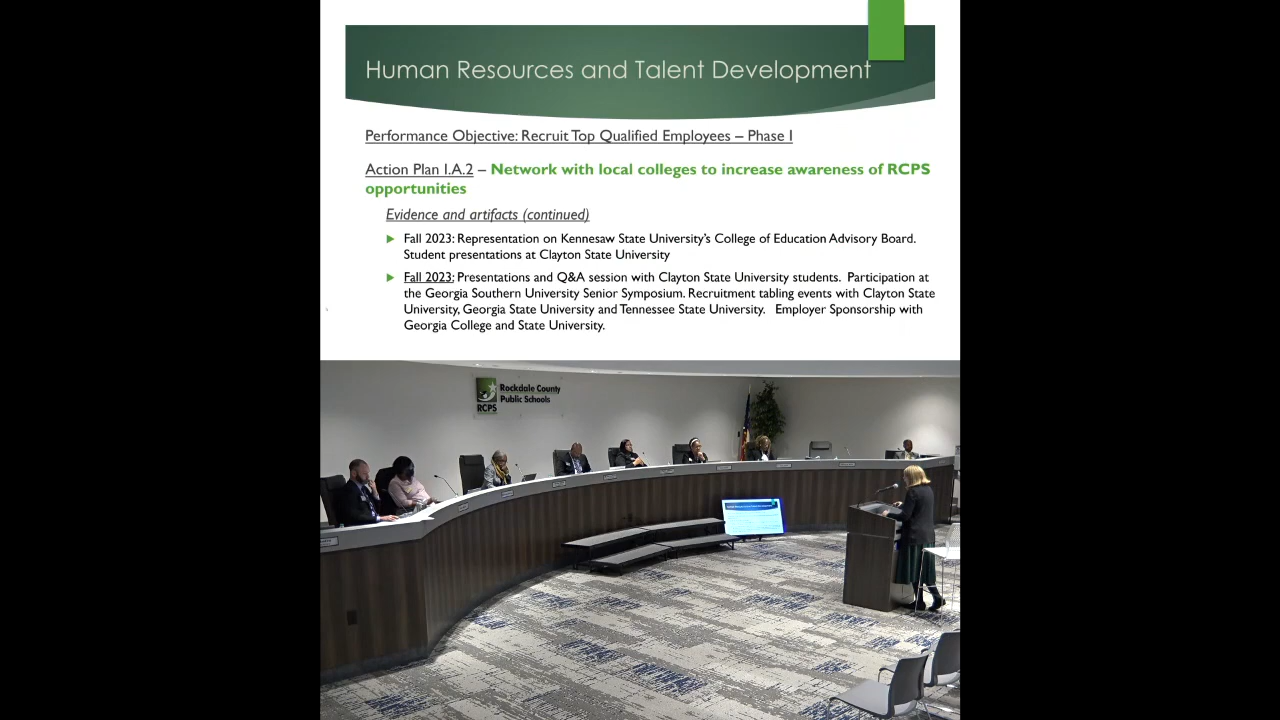 Human Resources and Talent Development
Performance Objective: Recruit Top Qualified Employees – Phase I
Action Plan I.A.2 – Network with local colleges to increase awareness of RCPS
opportunities
Evidence and artifacts (continued)
Fall 2023: Representation on Kennesaw State University's College of Education Advisory Board.
Student presentations at Clayton State University
Fall 2023: Presentations and Q&A session with Clayton State University students. Participation at
the Georgia Southern University Senior Symposium. Recruitment tabling events with Clayton State
University, Georgia State University and Tennessee State University. Employer Sponsorship with
Georgia College and State University.
Rockdale County
Public Schools
RCPS